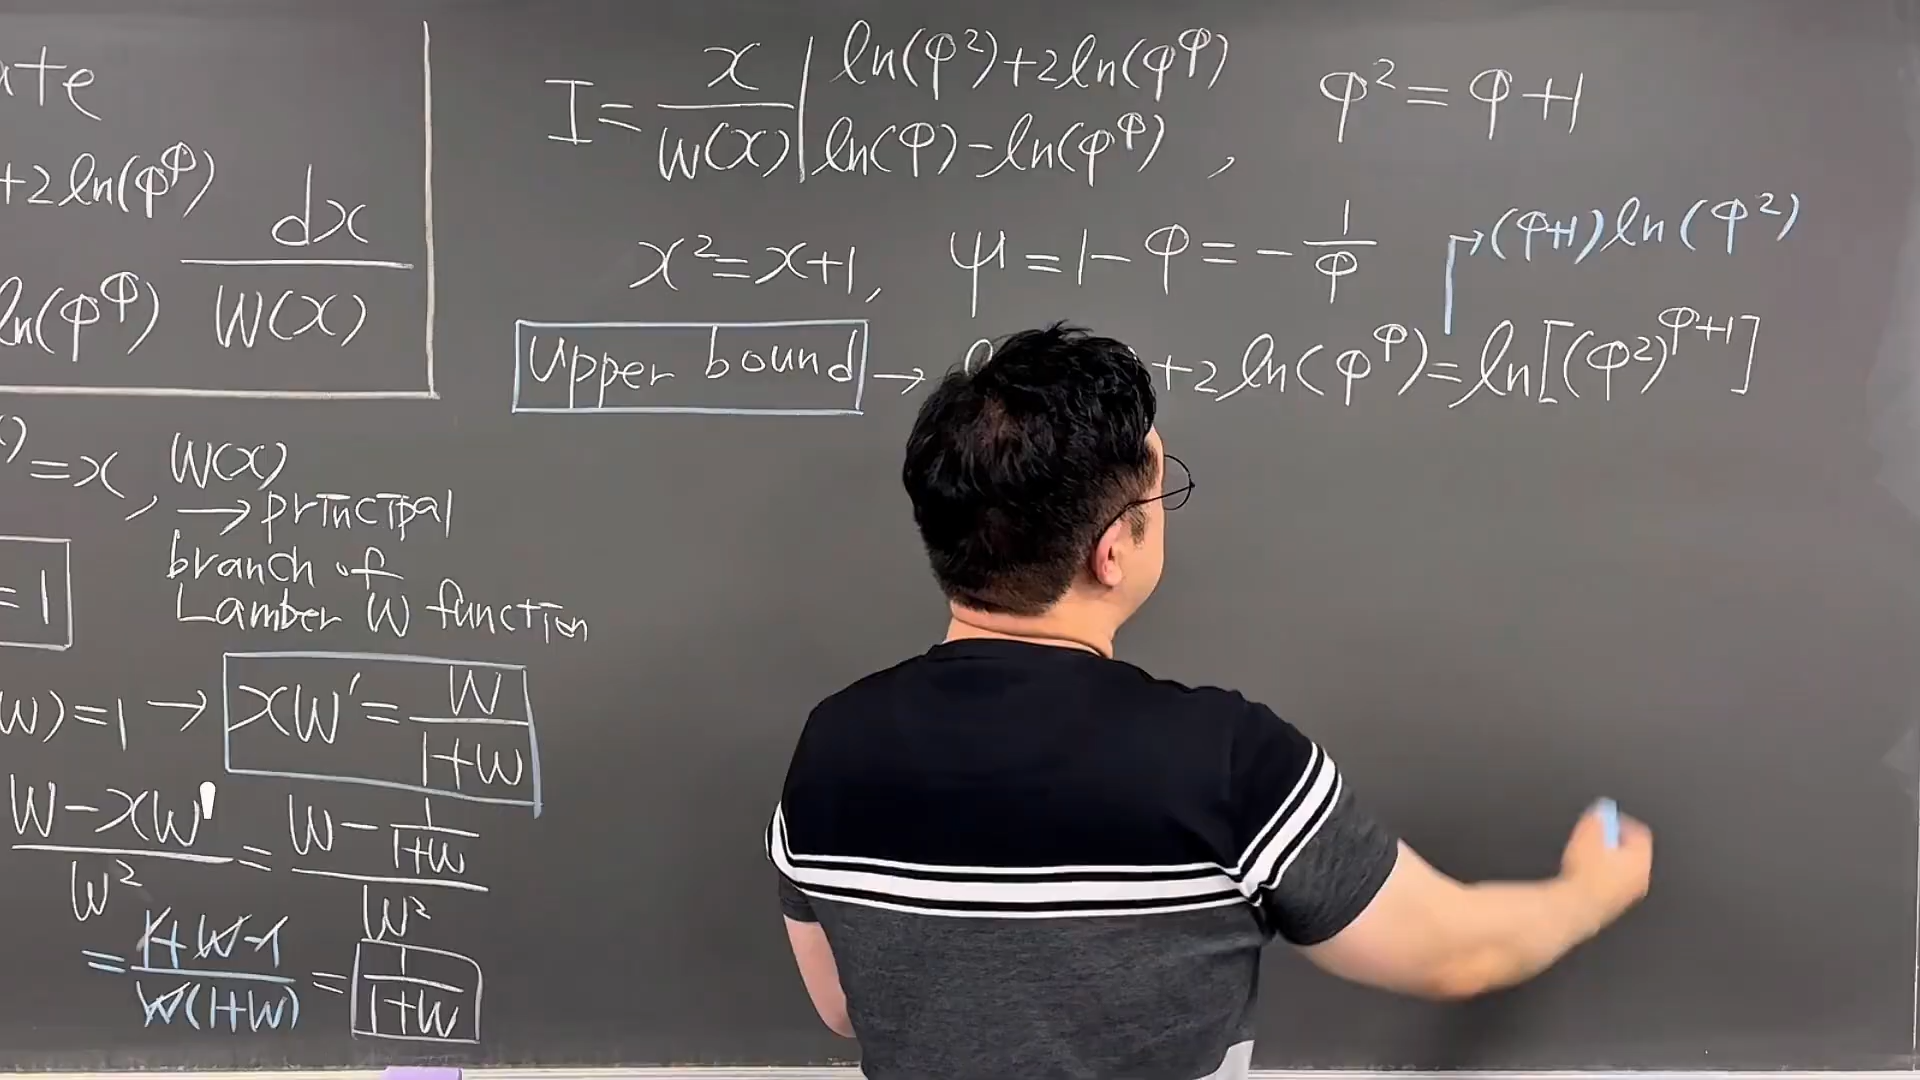 ate
+2ln(φ^φ) dx
ln(φ^φ) W(x)
I = x/W(x) | ln(φ²)+2ln(φ^φ)
ln(φ)-ln(φ^φ) , φ² = φ+1
x² = x+1, ψ = 1-φ = -1/φ
(φ+1)ln(φ²)
Upper bound → +2ln(φ^φ) = ln[(φ²)^(φ+1)]
) = x, W(x)
→ principal
branch of
Lamber W function
= 1
W) = 1 → xW' = W/(1+W)
(W-xW')/W² = (W - 1/(1+W))/W²
= (1+W-1)/(W(1+W)) = 1/(1+W)